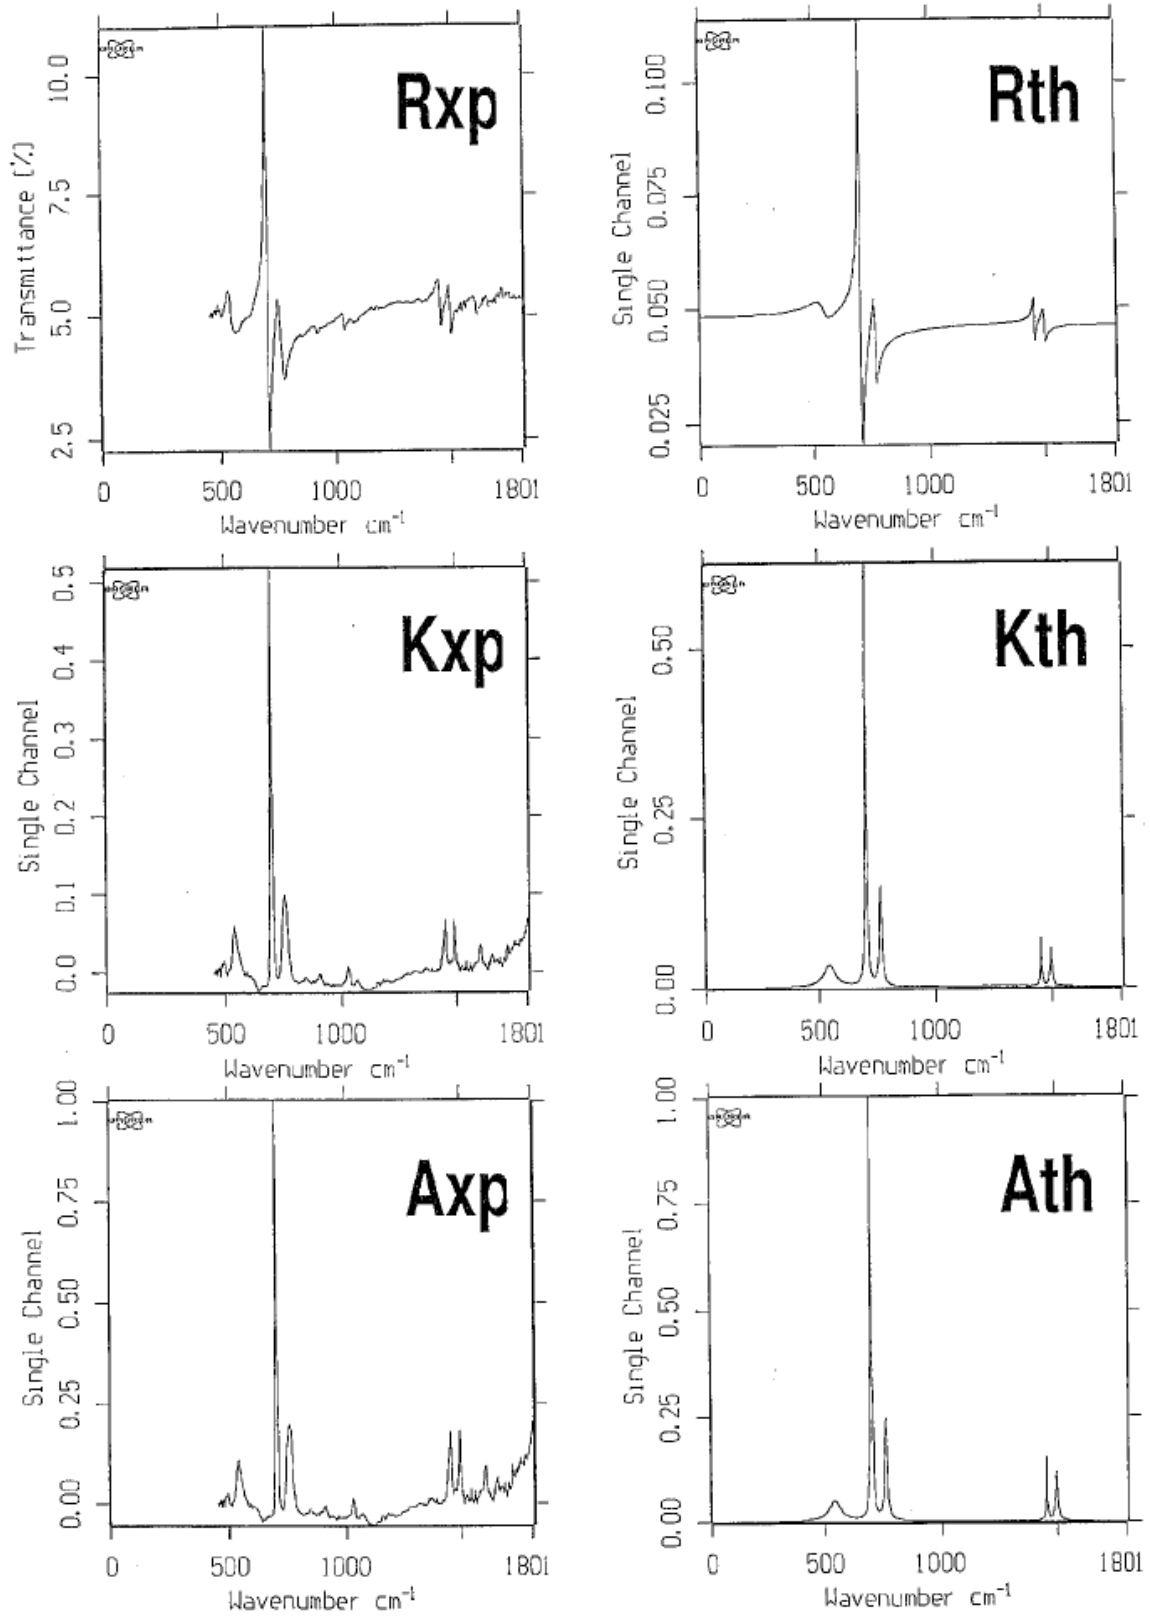 Rxp
Transmittance [%]
10.0
7.5
5.0
2.5
0 500 1000 1801
Wavenumber cm-1
Rth
Single Channel
0.100
0.075
0.050
0.025
0 500 1000 1801
Wavenumber cm-1
Kxp
Single Channel
0.5
0.4
0.3
0.2
0.1
0.0
0 500 1000 1801
Wavenumber cm-1
Kth
Single Channel
0.50
0.25
0.00
0 500 1000 1801
Wavenumber cm-1
Axp
Single Channel
1.00
0.75
0.50
0.25
0.00
0 500 1000 1801
Wavenumber cm-1
Ath
Single Channel
1.00
0.75
0.50
0.25
0.00
0 500 1000 1801
Wavenumber cm-1